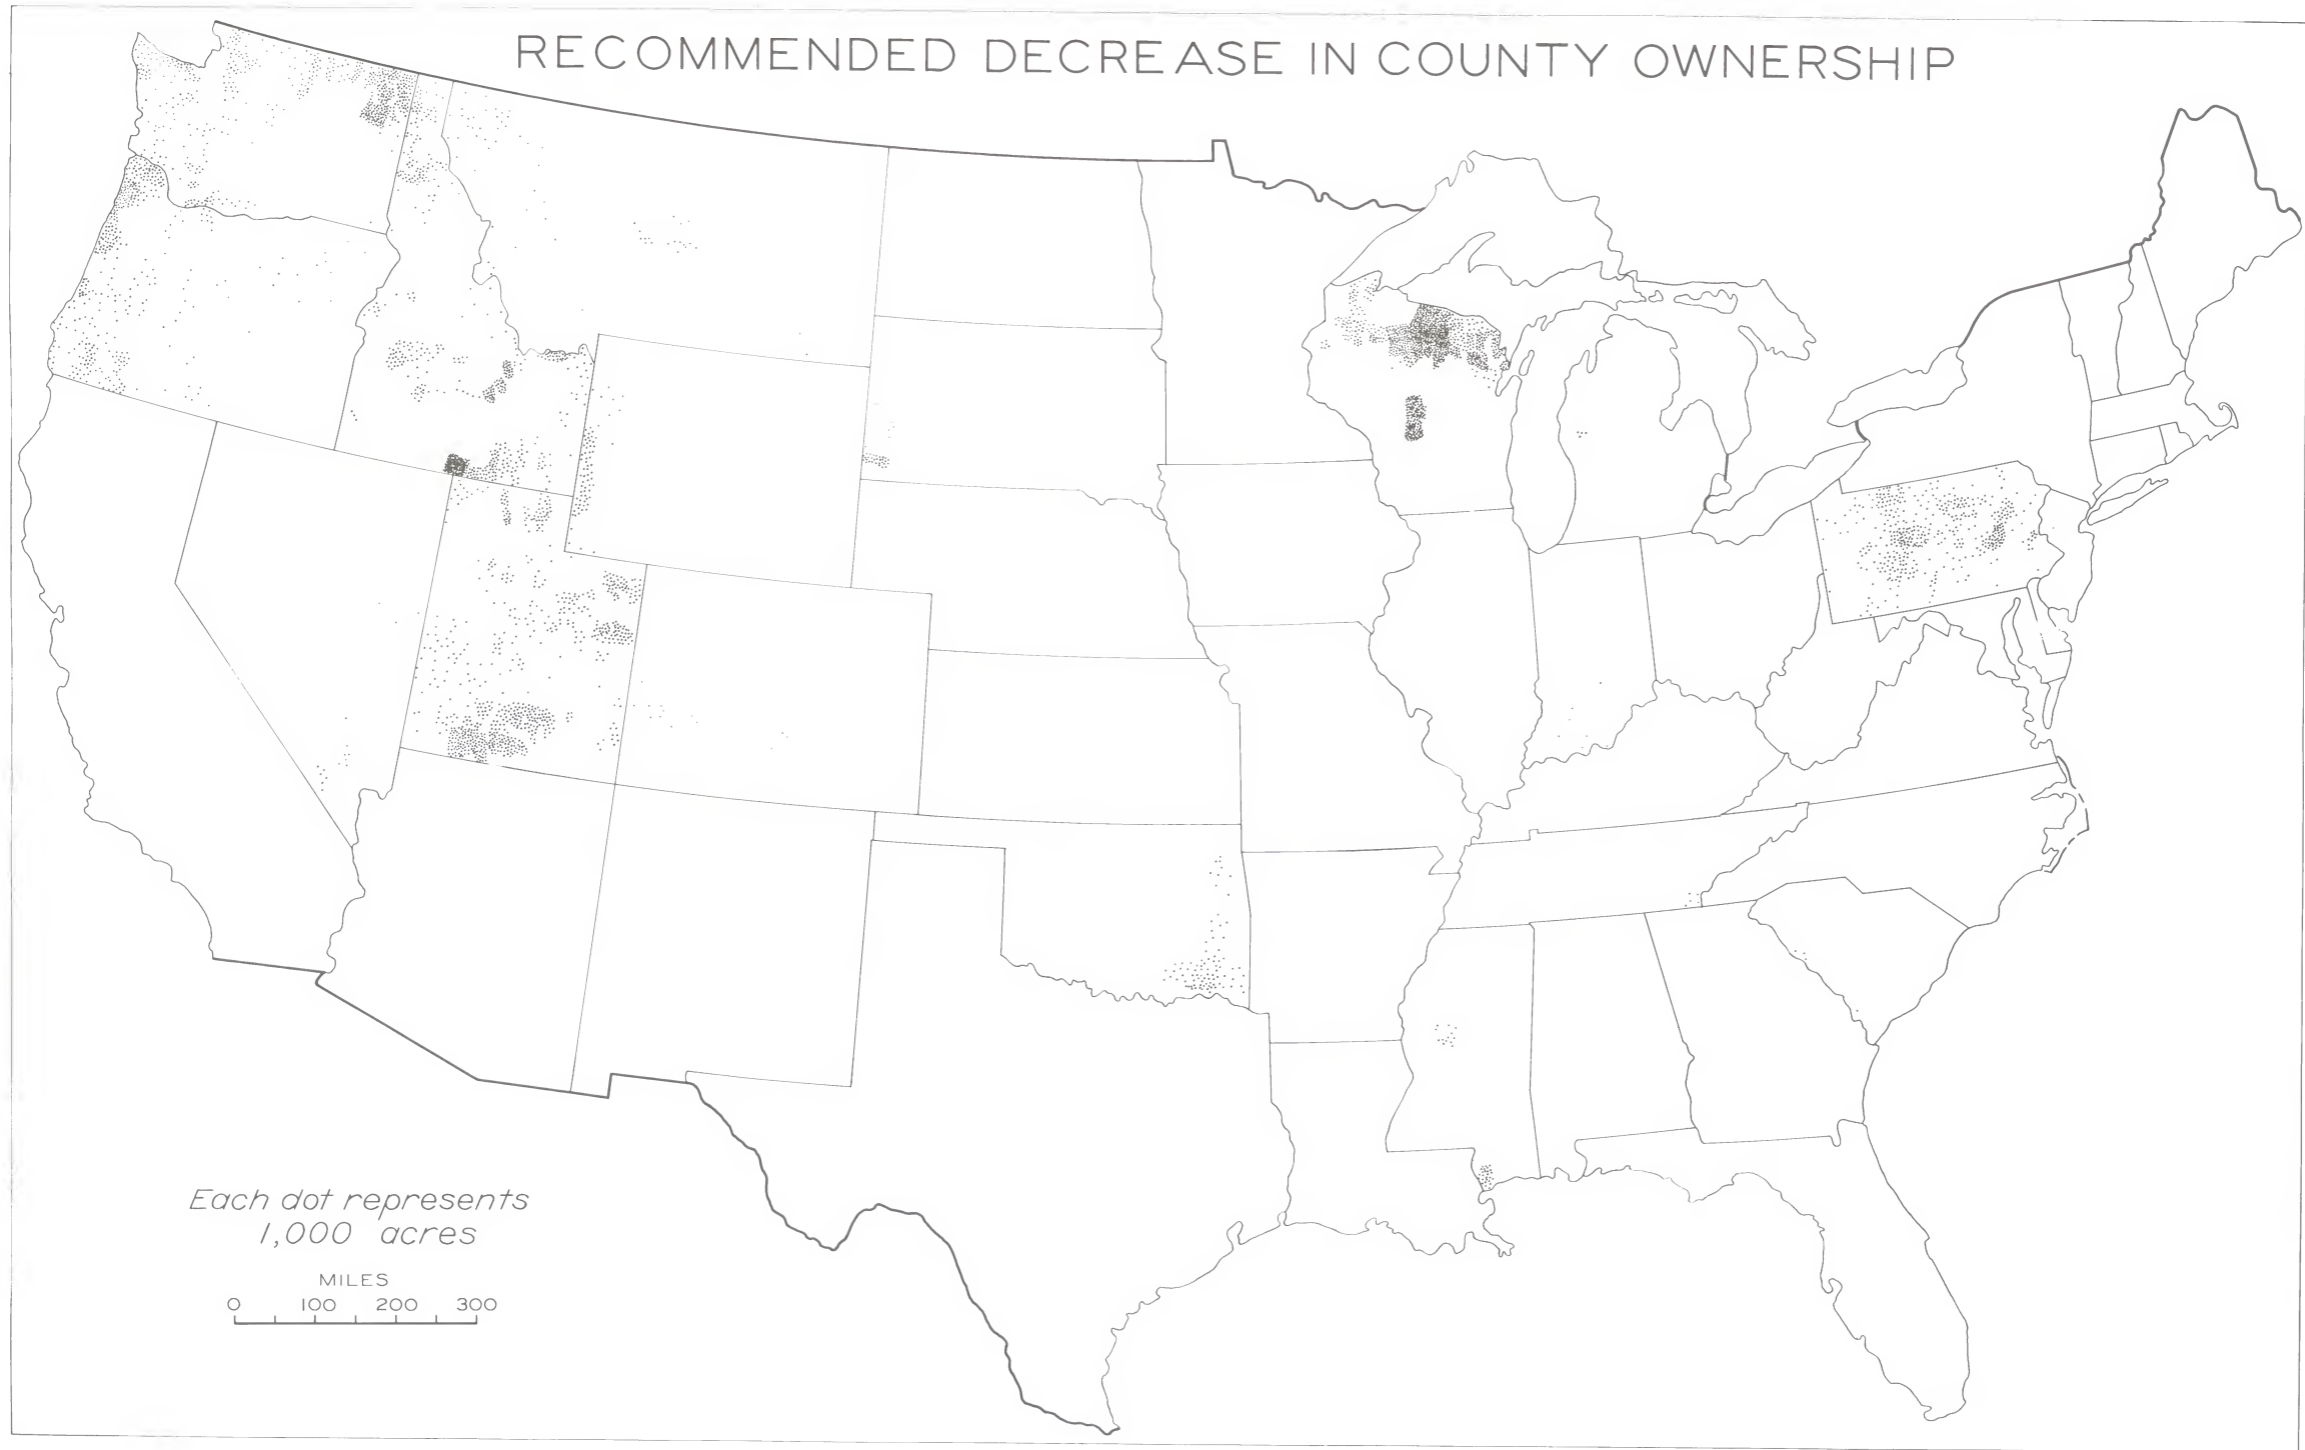 RECOMMENDED DECREASE IN COUNTY OWNERSHIP
Each dot represents
1,000 acres
MILES
0 100 200 300